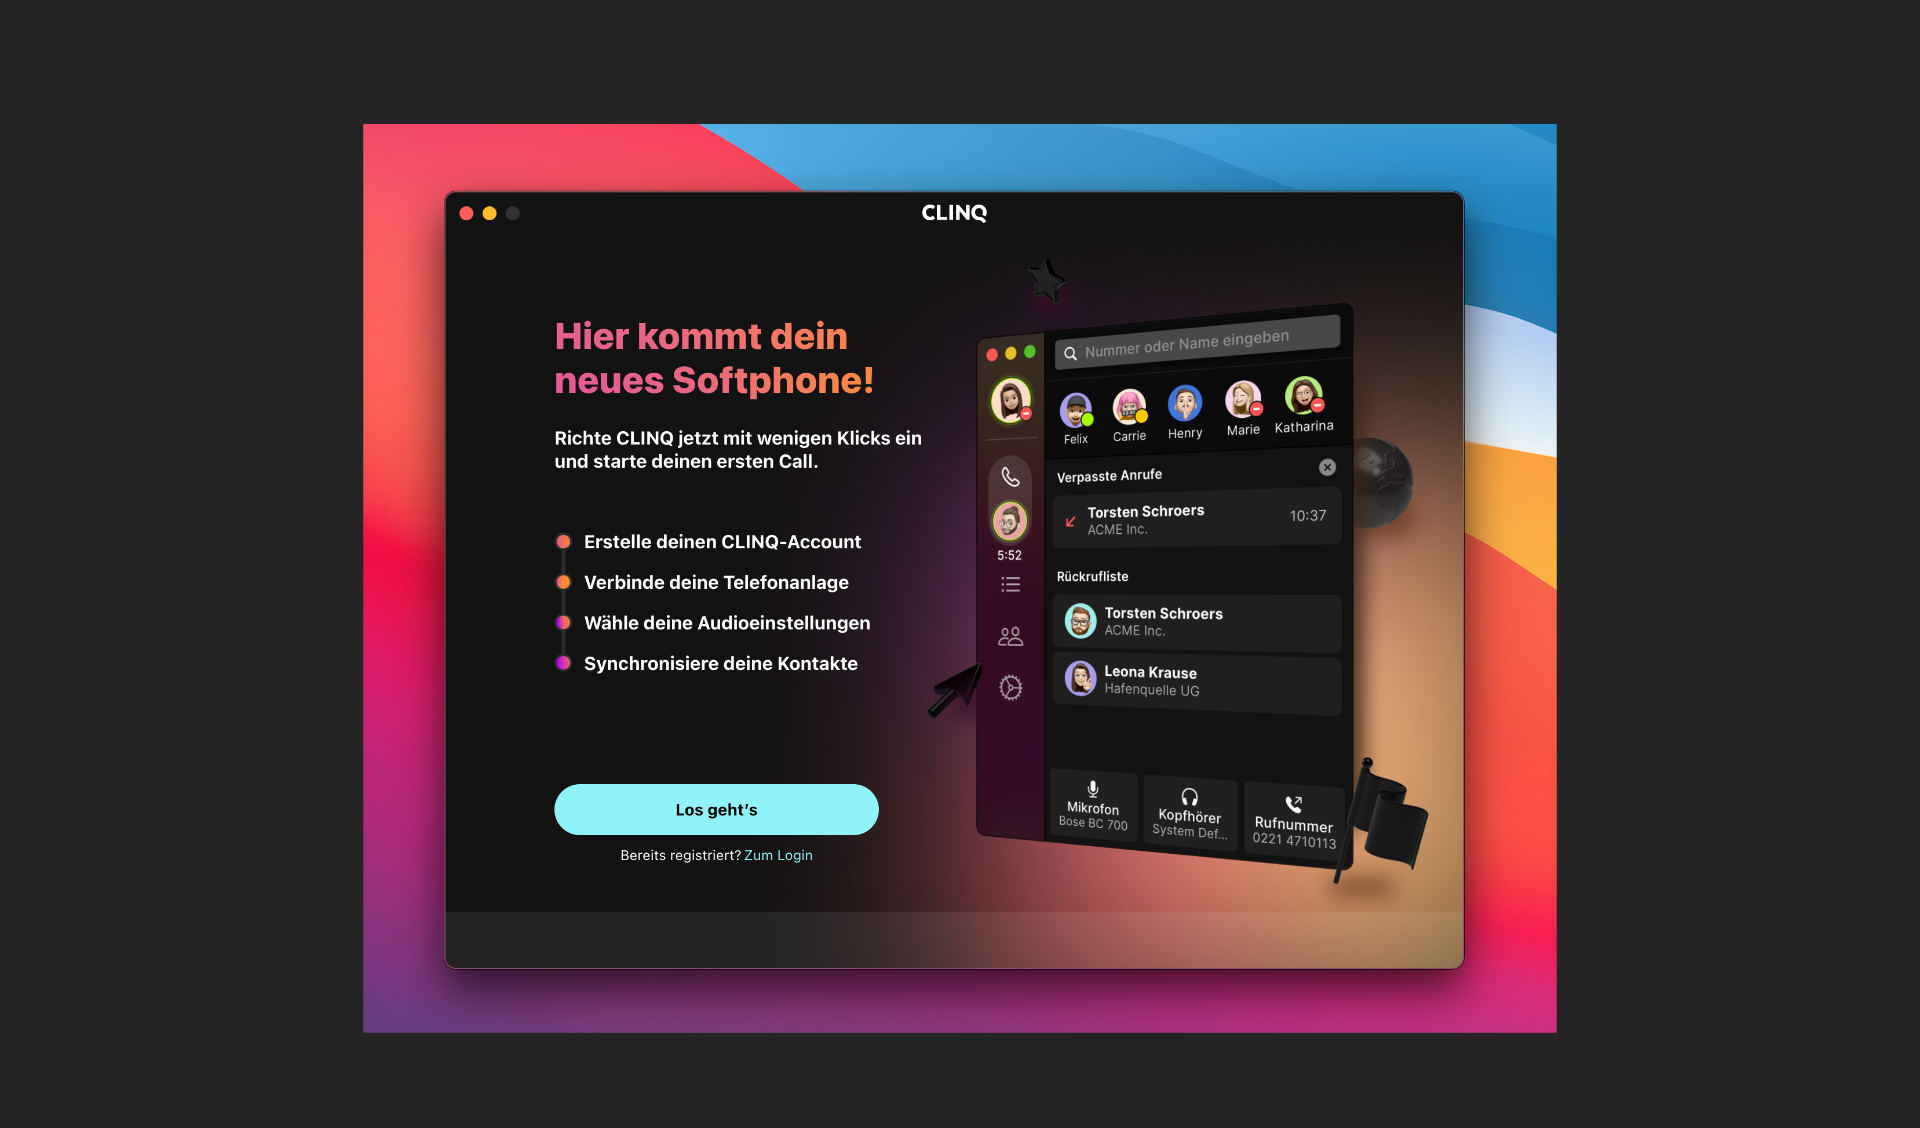 CLINQ
Hier kommt dein
neues Softphone!
Richte CLINQ jetzt mit wenigen Klicks ein
und starte deinen ersten Call.
Erstelle deinen CLINQ-Account
Verbinde deine Telefonanlage
Wähle deine Audioeinstellungen
Synchronisiere deine Kontakte
Los geht's
Bereits registriert? Zum Login
5:52
Nummer oder Name eingeben
Felix
Carrie
Henry
Marie
Katharina
Verpasste Anrufe
Torsten Schroers
ACME Inc.
10:37
Rückrufliste
Torsten Schroers
ACME Inc.
Leona Krause
Hafenquelle UG
Mikrofon
Bose BC 700
Kopfhörer
System Def...
Rufnummer
0221 4710113